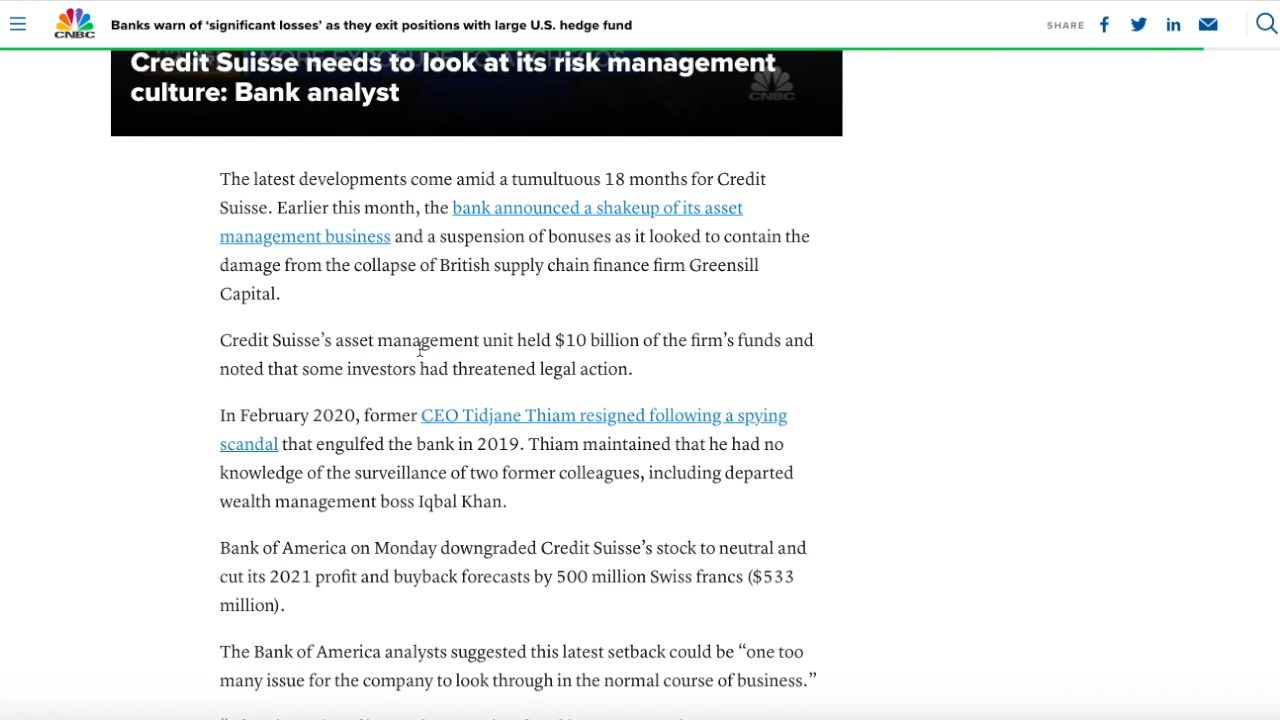 CNBC
Banks warn of ‘significant losses’ as they exit positions with large U.S. hedge fund
SHARE
Credit Suisse needs to look at its risk management
culture: Bank analyst
CNBC
The latest developments come amid a tumultuous 18 months for Credit
Suisse. Earlier this month, the bank announced a shakeup of its asset
management business and a suspension of bonuses as it looked to contain the
damage from the collapse of British supply chain finance firm Greensill
Capital.
Credit Suisse’s asset management unit held $10 billion of the firm’s funds and
noted that some investors had threatened legal action.
In February 2020, former CEO Tidjane Thiam resigned following a spying
scandal that engulfed the bank in 2019. Thiam maintained that he had no
knowledge of the surveillance of two former colleagues, including departed
wealth management boss Iqbal Khan.
Bank of America on Monday downgraded Credit Suisse’s stock to neutral and
cut its 2021 profit and buyback forecasts by 500 million Swiss francs ($533
million).
The Bank of America analysts suggested this latest setback could be “one too
many issue for the company to look through in the normal course of business.”